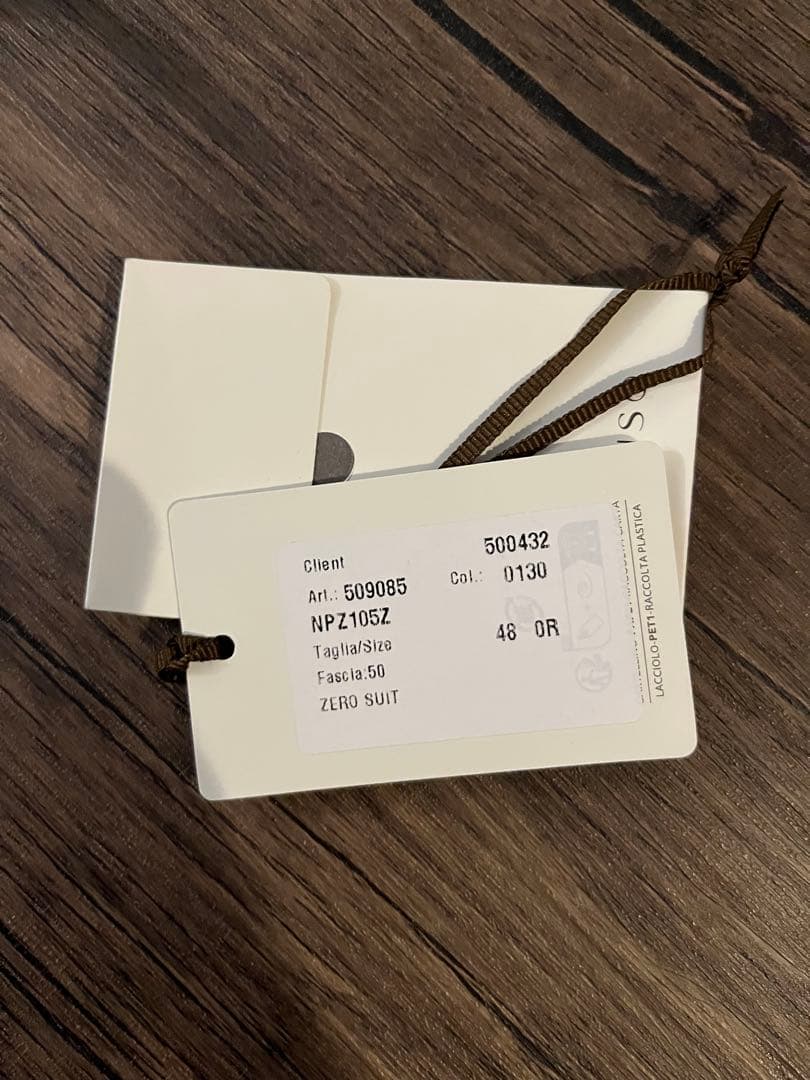 Client 500432
Art.: 509085 Col.: 0130
NPZ105Z
Taglia/Size 48 0R
Fascia:50
ZERO SUIT
LACCIOLO-PET1-RACCOLTA PLASTICA